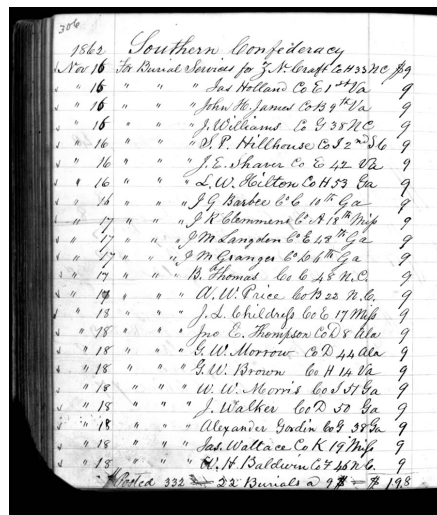 306
1862 Southern Confederacy
Nov 16 For Burial Services for Z. N. Craft Co H 33 NC $9
" 16 " " " Jas Holland Co E 1st Va 9
" 16 " " " John H. James Co B 9th Va 9
" 16 " " " J. Williams Co G 38 NC 9
" 16 " " " S. P. Hillhouse Co 2nd 9
" 16 " " " J. E. Shaver Co E 42 Va 9
" 16 " " " L. W. Hilton Co H 53 Ga 9
" 16 " " " J G Barbee Co C 10th Ga 9
" 17 " " " J K Clemmens Co A 18th Miss 9
" 17 " " " J M Langdon Co E 48th Ga 9
" 17 " " " J M Granger Co C 6th Ga 9
" 17 " " " B. Thomas Co C 48 N.C. 9
" " " " A. W. Price Co B 22 N.C. 9
" 18 " " " J. L. Childress Co E 17 Miss 9
" 18 " " " Jno E. Thompson Co D 8 Ala 9
" 18 " " " G. W. Morrow Co D 44 Ala 9
" 18 " " " G. W. Brown Co H 14 Va 9
" 18 " " " W. W. Morris Co I 51 Ga 9
" 18 " " " J. Walker Co D 50 Ga 9
" 18 " " " Alexander Gordin Co G 38 Ga 9
" 18 " " " Jas. Wallace Co K 19 Miss 9
" 18 W. H. Baldwin Co F 46 N.C. 9
Posted 332 22 Burials @ 9 $ — $ 198